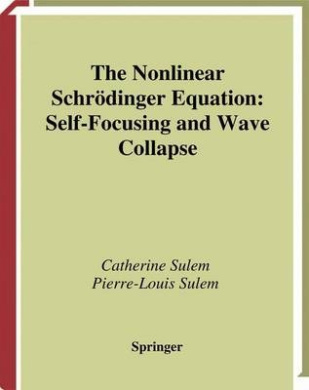 The Nonlinear
Schrödinger Equation:
Self-Focusing and Wave
Collapse
Catherine Sulem
Pierre-Louis Sulem
Springer